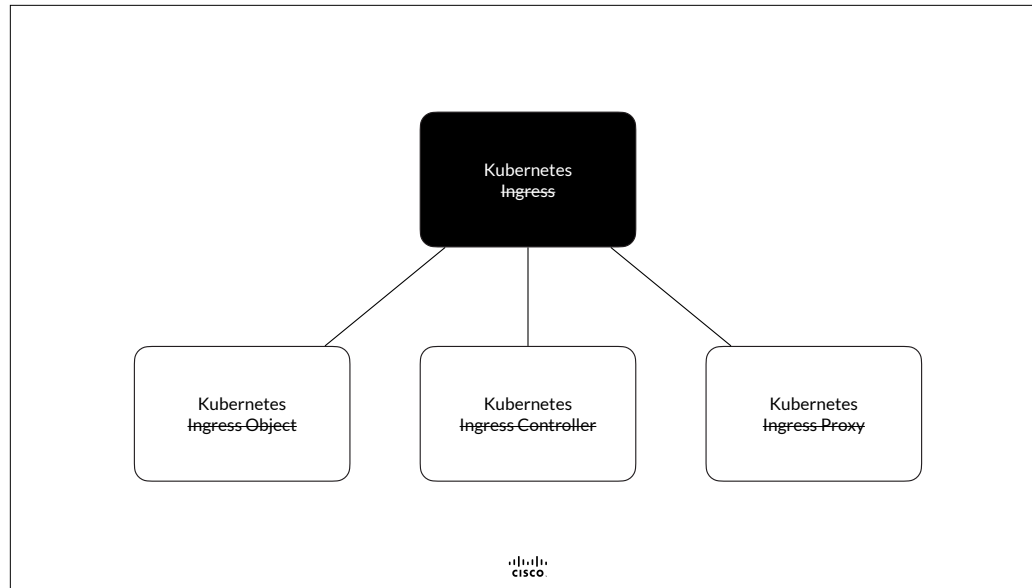 Kubernetes
Ingress
Kubernetes
Ingress Object
Kubernetes
Ingress Controller
Kubernetes
Ingress Proxy
CISCO